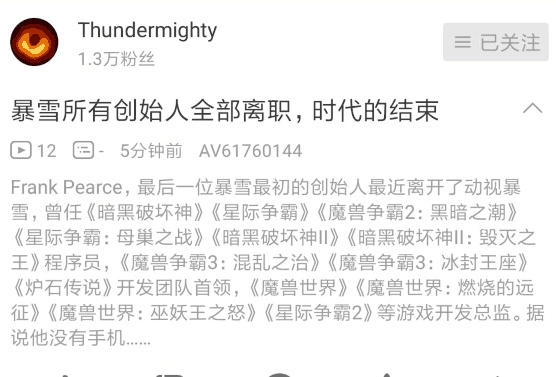 Thundermighty
1.3万粉丝
已关注
暴雪所有创始人全部离职，时代的结束
12 - 5分钟前 AV61760144
Frank Pearce，最后一位暴雪最初的创始人最近离开了动视暴
雪，曾任《暗黑破坏神》《星际争霸》《魔兽争霸2：黑暗之潮》
《星际争霸：母巢之战》《暗黑破坏神II》《暗黑破坏神II：毁灭之
王》程序员，《魔兽争霸3：混乱之治》《魔兽争霸3：冰封王座》
《炉石传说》开发团队首领，《魔兽世界》《魔兽世界：燃烧的远
征》《魔兽世界：巫妖王之怒》《星际争霸2》等游戏开发总监。据
说他没有手机......